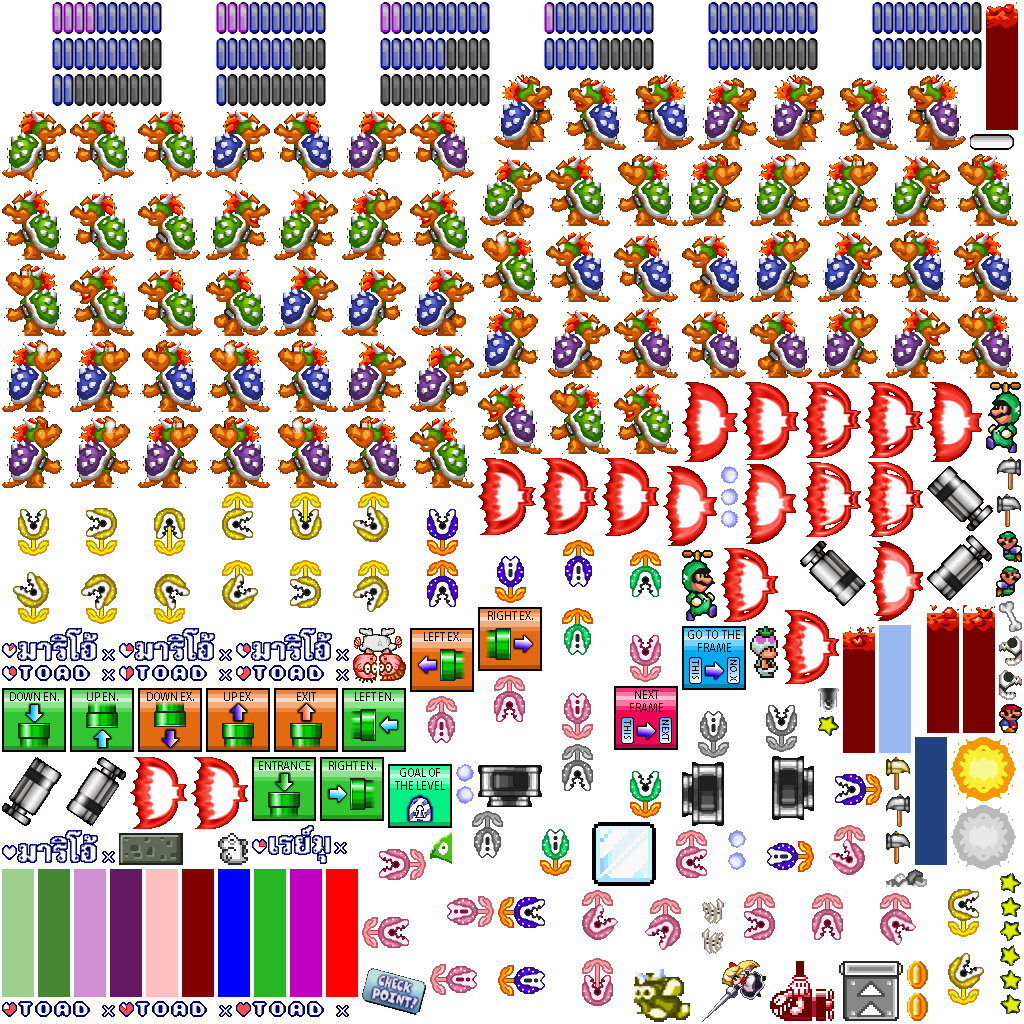 มาริโอ้ x มาริโอ้ x มาริโอ้ x
TOAD x TOAD x TOAD x
LEFT EX.
RIGHT EX.
GO TO THE
FRAME
THIS
NO.X
DOWN EN.
UP EN.
DOWN EX.
UP EX.
EXIT
LEFT EN.
NEXT
FRAME
THIS
NEXT
ENTRANCE
RIGHT EN.
GOAL OF
THE LEVEL
มาริโอ้ x
เรย์มุ x
CHECK
POINT!
TOAD x TOAD x TOAD x